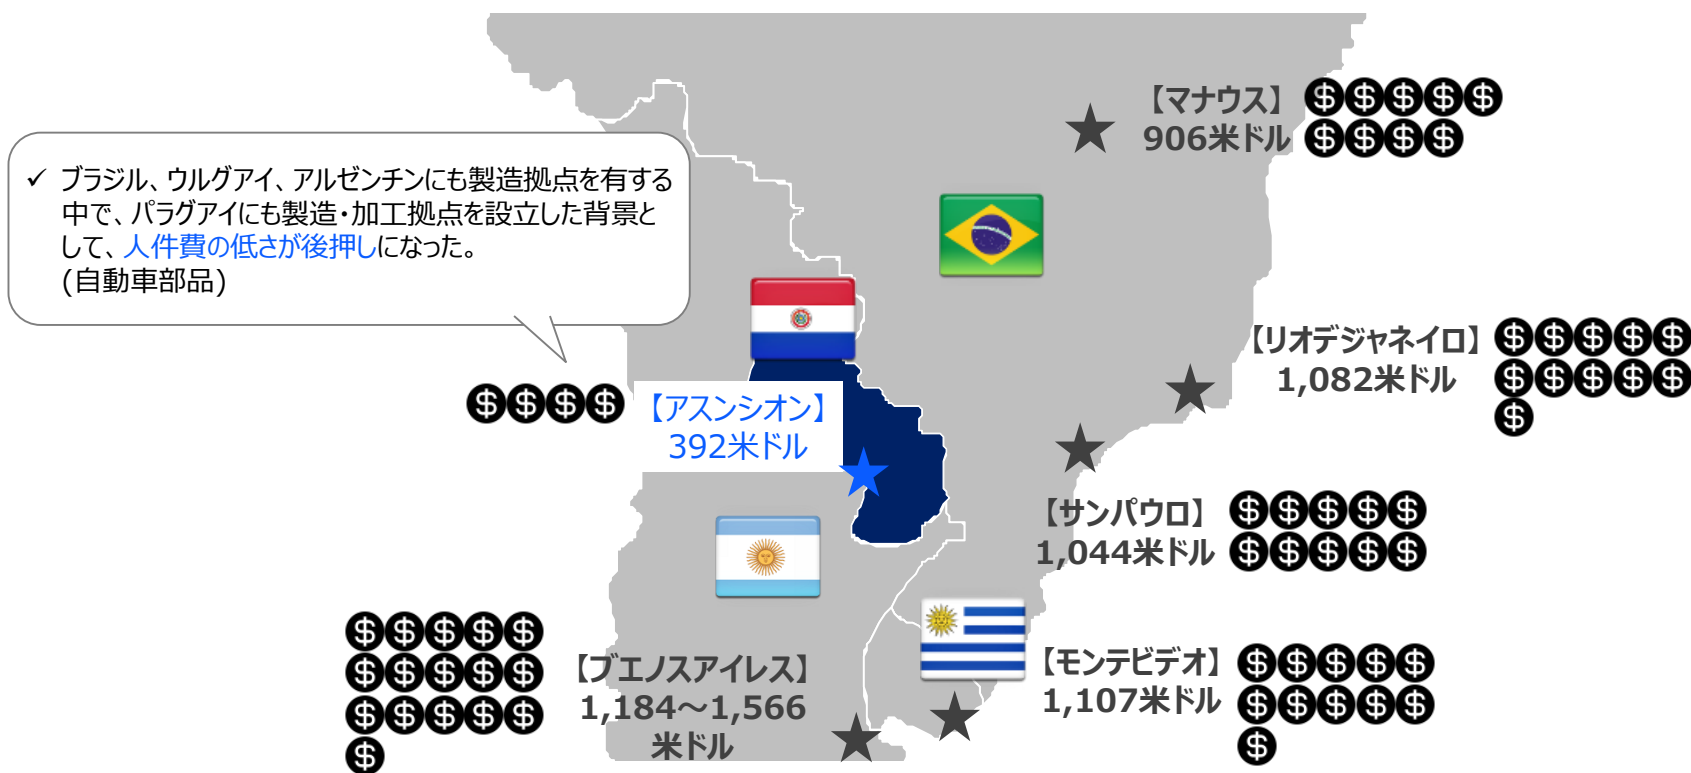 ✓ ブラジル、ウルグアイ、アルゼンチンにも製造拠点を有する
中で、パラグアイにも製造・加工拠点を設立した背景と
して、人件費の低さが後押しになった。
(自動車部品)
【マナウス】
906米ドル
【リオデジャネイロ】
1,082米ドル
【アスンシオン】
392米ドル
【サンパウロ】
1,044米ドル
【モンテビデオ】
1,107米ドル
【ブエノスアイレス】
1,184～1,566
米ドル